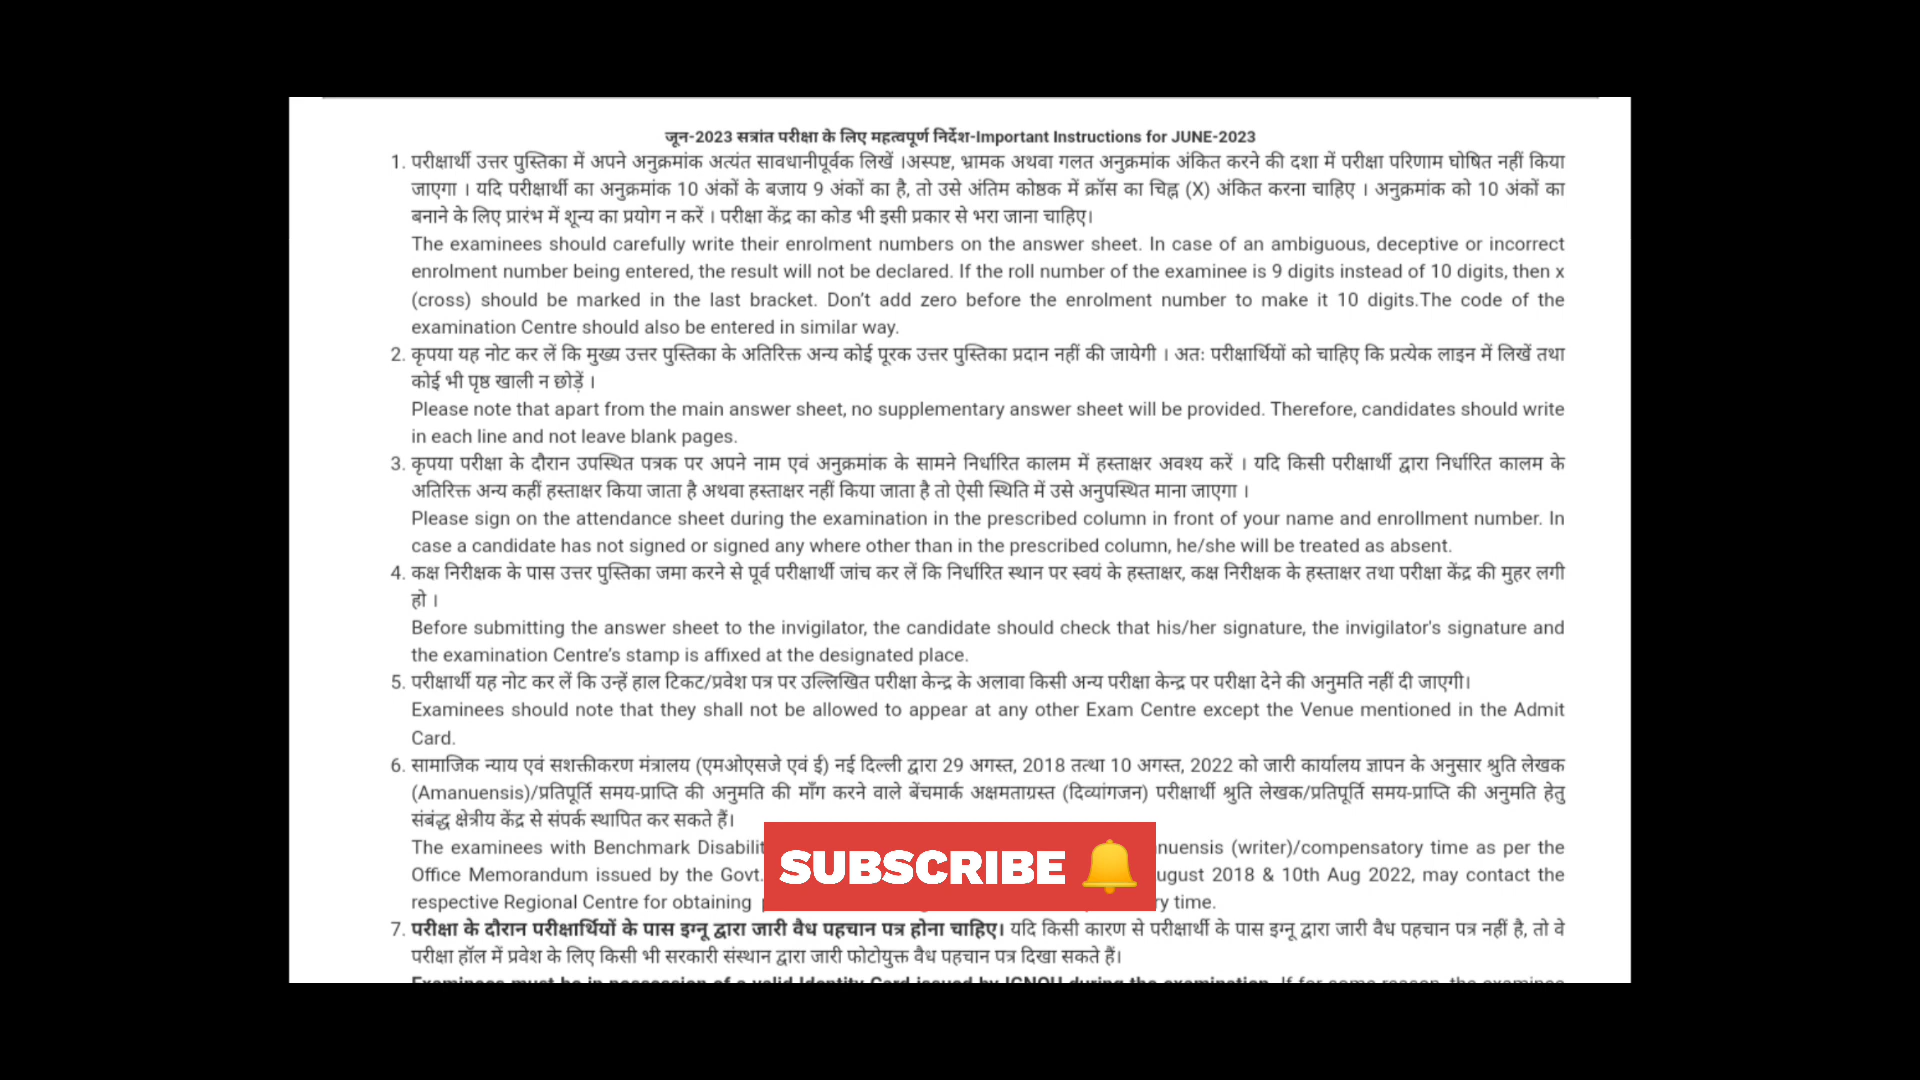 जून-2023 सत्रांत परीक्षा के लिए महत्वपूर्ण निर्देश-Important Instructions for JUNE-2023
1. परीक्षार्थी उत्तर पुस्तिका में अपने अनुक्रमांक अत्यंत सावधानीपूर्वक लिखें ।अस्पष्ट, भ्रामक अथवा गलत अनुक्रमांक अंकित करने की दशा में परीक्षा परिणाम घोषित नहीं किया
जाएगा । यदि परीक्षार्थी का अनुक्रमांक 10 अंकों के बजाय 9 अंकों का है, तो उसे अंतिम कोष्ठक में क्रॉस का चिह्न (X) अंकित करना चाहिए । अनुक्रमांक को 10 अंकों का
बनाने के लिए प्रारंभ में शून्य का प्रयोग न करें । परीक्षा केंद्र का कोड भी इसी प्रकार से भरा जाना चाहिए।
The examinees should carefully write their enrolment numbers on the answer sheet. In case of an ambiguous, deceptive or incorrect
enrolment number being entered, the result will not be declared. If the roll number of the examinee is 9 digits instead of 10 digits, then x
(cross) should be marked in the last bracket. Don't add zero before the enrolment number to make it 10 digits.The code of the
examination Centre should also be entered in similar way.
2. कृपया यह नोट कर लें कि मुख्य उत्तर पुस्तिका के अतिरिक्त अन्य कोई पूरक उत्तर पुस्तिका प्रदान नहीं की जायेगी । अतः परीक्षार्थियों को चाहिए कि प्रत्येक लाइन में लिखें तथा
कोई भी पृष्ठ खाली न छोड़ें ।
Please note that apart from the main answer sheet, no supplementary answer sheet will be provided. Therefore, candidates should write
in each line and not leave blank pages.
3. कृपया परीक्षा के दौरान उपस्थित पत्रक पर अपने नाम एवं अनुक्रमांक के सामने निर्धारित कालम में हस्ताक्षर अवश्य करें । यदि किसी परीक्षार्थी द्वारा निर्धारित कालम के
अतिरिक्त अन्य कहीं हस्ताक्षर किया जाता है अथवा हस्ताक्षर नहीं किया जाता है तो ऐसी स्थिति में उसे अनुपस्थित माना जाएगा ।
Please sign on the attendance sheet during the examination in the prescribed column in front of your name and enrollment number. In
case a candidate has not signed or signed any where other than in the prescribed column, he/she will be treated as absent.
4. कक्ष निरीक्षक के पास उत्तर पुस्तिका जमा करने से पूर्व परीक्षार्थी जांच कर लें कि निर्धारित स्थान पर स्वयं के हस्ताक्षर, कक्ष निरीक्षक के हस्ताक्षर तथा परीक्षा केंद्र की मुहर लगी
हो ।
Before submitting the answer sheet to the invigilator, the candidate should check that his/her signature, the invigilator's signature and
the examination Centre's stamp is affixed at the designated place.
5. परीक्षार्थी यह नोट कर लें कि उन्हें हाल टिकट/प्रवेश पत्र पर उल्लिखित परीक्षा केन्द्र के अलावा किसी अन्य परीक्षा केन्द्र पर परीक्षा देने की अनुमति नहीं दी जाएगी।
Examinees should note that they shall not be allowed to appear at any other Exam Centre except the Venue mentioned in the Admit
Card.
6. सामाजिक न्याय एवं सशक्तीकरण मंत्रालय (एमओएसजे एवं ई) नई दिल्ली द्वारा 29 अगस्त, 2018 तत्था 10 अगस्त, 2022 को जारी कार्यालय ज्ञापन के अनुसार श्रुति लेखक
(Amanuensis)/प्रतिपूर्ति समय-प्राप्ति की अनुमति की माँग करने वाले बेंचमार्क अक्षमताग्रस्त (दिव्यांगजन) परीक्षार्थी श्रुति लेखक/प्रतिपूर्ति समय-प्राप्ति की अनुमति हेतु
संबंद्ध क्षेत्रीय केंद्र से संपर्क स्थापित कर सकते हैं।
The examinees with Benchmark (writer)/compensatory time as per the
Office Memorandum issued by the Govt. 2018 & 10th Aug 2022, may contact the
respective Regional Centre for obtaining time.
SUBSCRIBE
7. परीक्षा के दौरान परीक्षार्थियों के पास इग्नू द्वारा जारी वैध पहचान पत्र होना चाहिए। यदि किसी कारण से परीक्षार्थी के पास इग्नू द्वारा जारी वैध पहचान पत्र नहीं है, तो वे
परीक्षा हॉल में प्रवेश के लिए किसी भी सरकारी संस्थान द्वारा जारी फोटोयुक्त वैध पहचान पत्र दिखा सकते हैं।
Examinees must be in possession of a valid Identity Card issued by IGNOU during the examination. If for some reason, the examinee